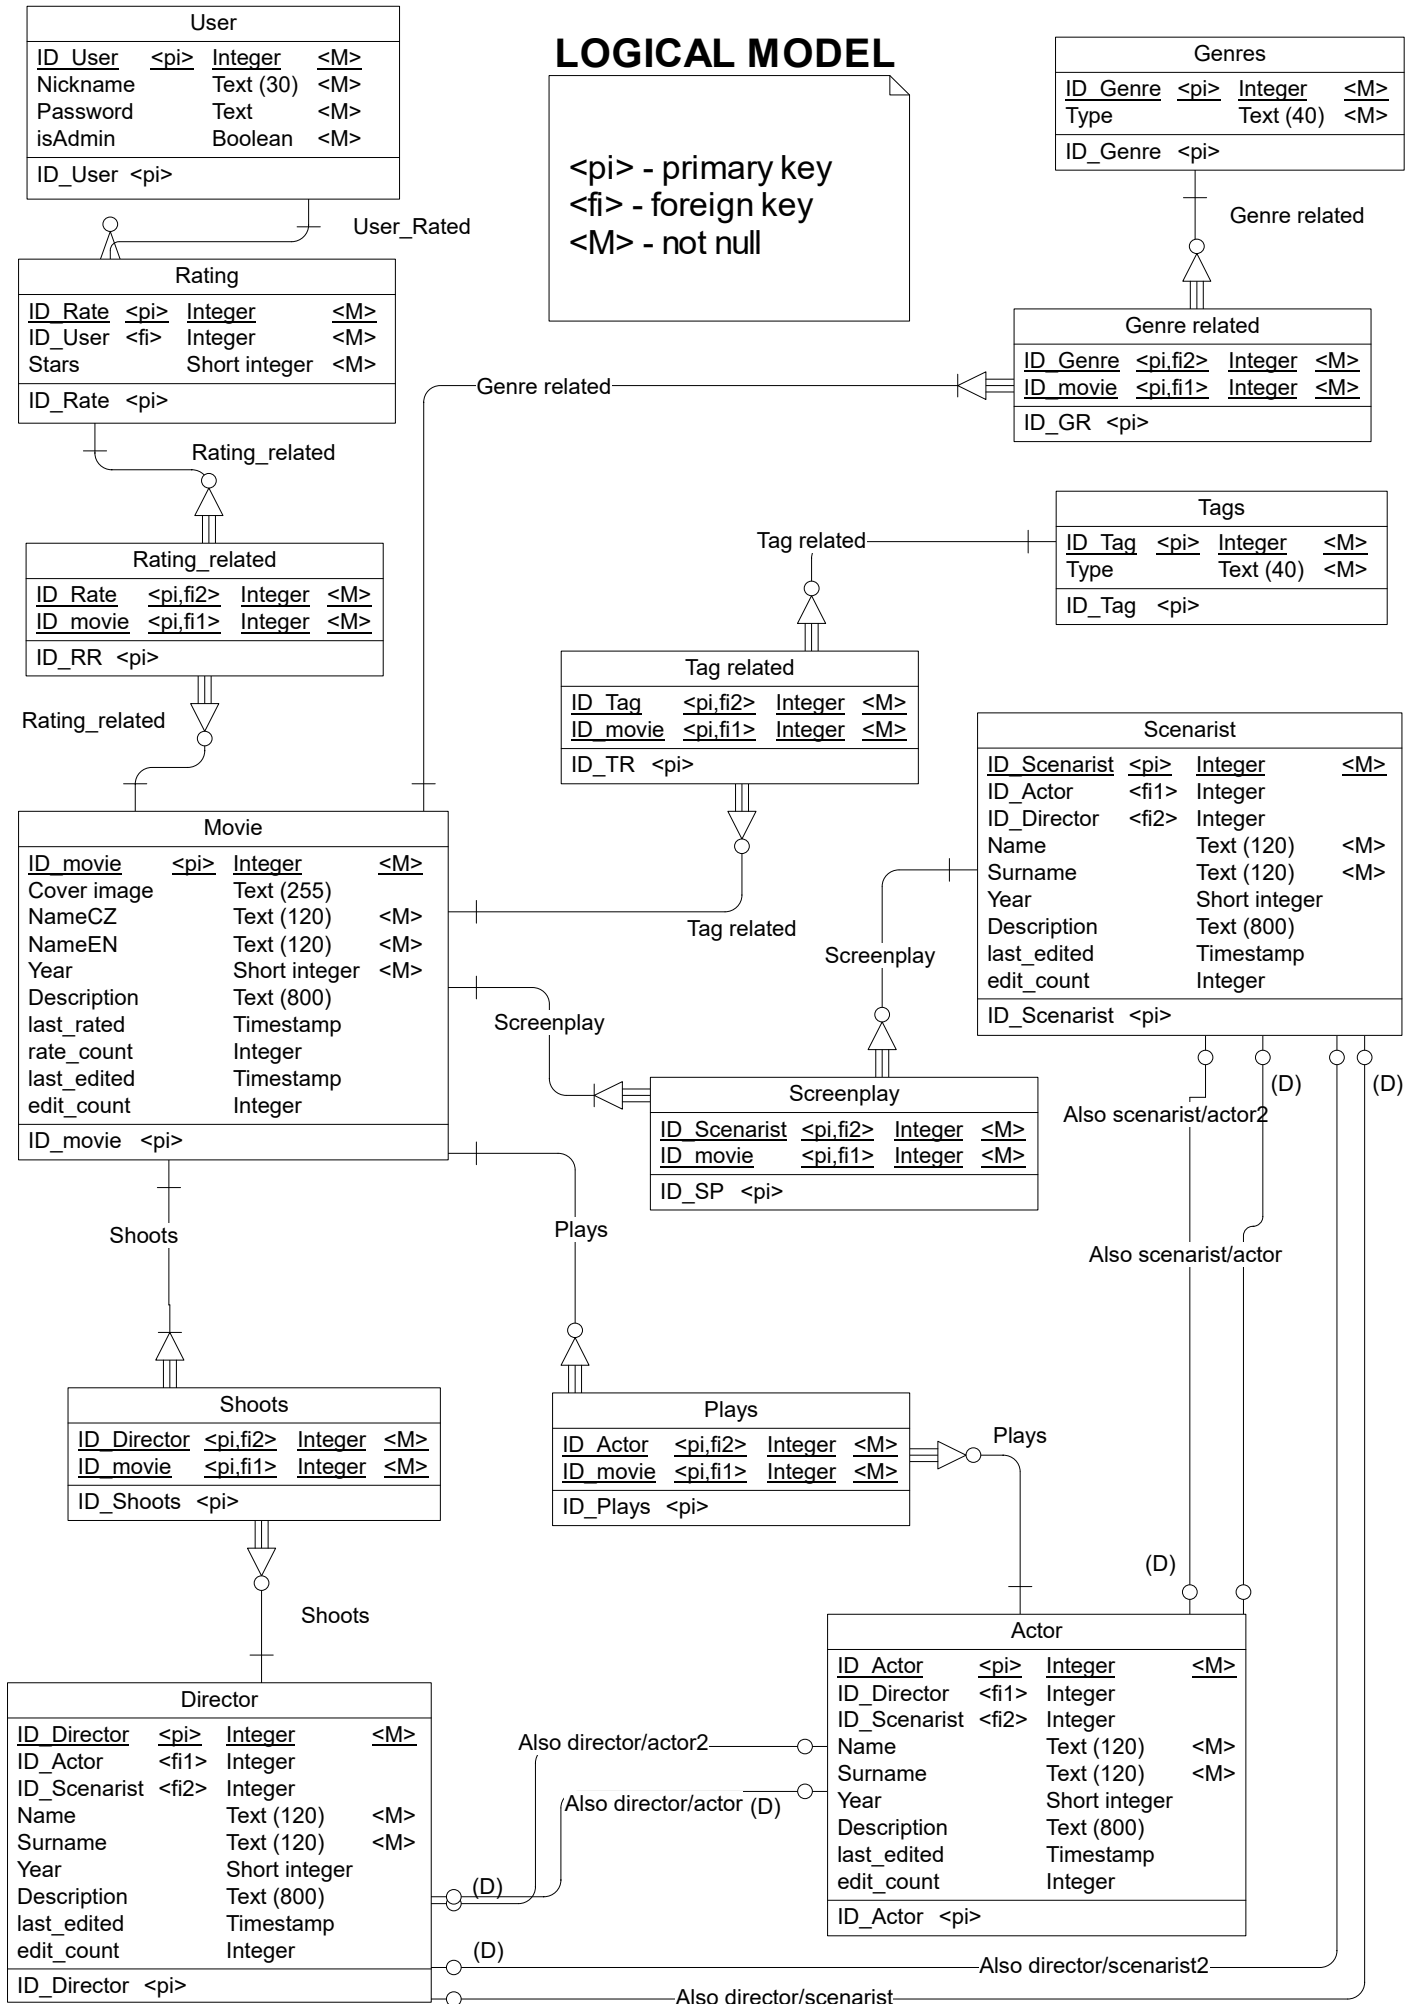 LOGICAL MODEL
<pi> - primary key
<fi> - foreign key
<M> - not null
User
ID_User <pi> Integer <M>
Nickname Text (30) <M>
Password Text <M>
isAdmin Boolean <M>
ID_User <pi>
User_Rated
Rating
ID_Rate <pi> Integer <M>
ID_User <fi> Integer <M>
Stars Short integer <M>
ID_Rate <pi>
Rating_related
Rating_related
ID_Rate <pi,fi2> Integer <M>
ID_movie <pi,fi1> Integer <M>
ID_RR <pi>
Rating_related
Genres
ID_Genre <pi> Integer <M>
Type Text (40) <M>
ID_Genre <pi>
Genre related
Genre related
ID_Genre <pi,fi2> Integer <M>
ID_movie <pi,fi1> Integer <M>
ID_GR <pi>
Genre related
Tags
ID_Tag <pi> Integer <M>
Type Text (40) <M>
ID_Tag <pi>
Tag related
Tag related
ID_Tag <pi,fi2> Integer <M>
ID_movie <pi,fi1> Integer <M>
ID_TR <pi>
Tag related
Movie
ID_movie <pi> Integer <M>
Cover image Text (255)
NameCZ Text (120) <M>
NameEN Text (120) <M>
Year Short integer <M>
Description Text (800)
last_rated Timestamp
rate_count Integer
last_edited Timestamp
edit_count Integer
ID_movie <pi>
Scenarist
ID_Scenarist <pi> Integer <M>
ID_Actor <fi1> Integer
ID_Director <fi2> Integer
Name Text (120) <M>
Surname Text (120) <M>
Year Short integer
Description Text (800)
last_edited Timestamp
edit_count Integer
ID_Scenarist <pi>
Screenplay
Screenplay
Screenplay
ID_Scenarist <pi,fi2> Integer <M>
ID_movie <pi,fi1> Integer <M>
ID_SP <pi>
(D)
(D)
Also scenarist/actor2
Also scenarist/actor
(D)
Shoots
Shoots
ID_Director <pi,fi2> Integer <M>
ID_movie <pi,fi1> Integer <M>
ID_Shoots <pi>
Shoots
Plays
Plays
ID_Actor <pi,fi2> Integer <M>
ID_movie <pi,fi1> Integer <M>
ID_Plays <pi>
Plays
Actor
ID_Actor <pi> Integer <M>
ID_Director <fi1> Integer
ID_Scenarist <fi2> Integer
Name Text (120) <M>
Surname Text (120) <M>
Year Short integer
Description Text (800)
last_edited Timestamp
edit_count Integer
ID_Actor <pi>
Director
ID_Director <pi> Integer <M>
ID_Actor <fi1> Integer
ID_Scenarist <fi2> Integer
Name Text (120) <M>
Surname Text (120) <M>
Year Short integer
Description Text (800)
last_edited Timestamp
edit_count Integer
ID_Director <pi>
Also director/actor2
Also director/actor (D)
(D)
(D)
Also director/scenarist2
Also director/scenarist